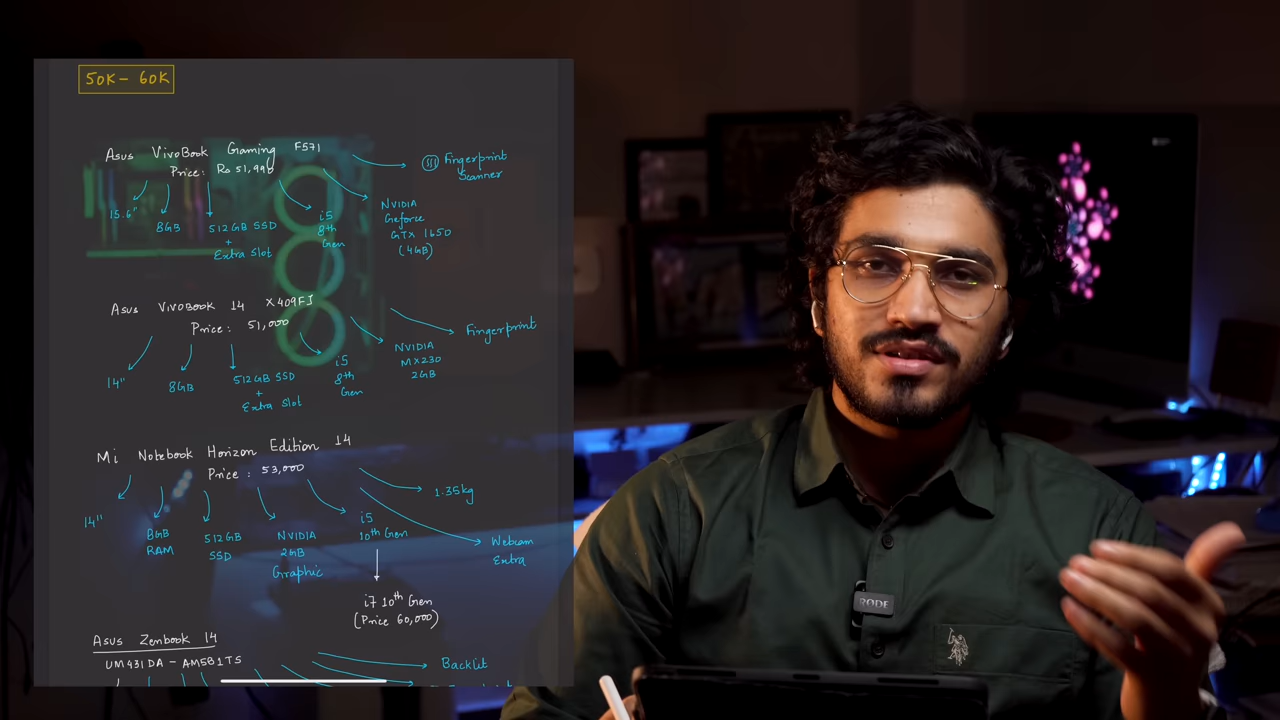 50K - 60K
Asus VivoBook Gaming F571
Price: Rs 51,990
Fingerprint
Scanner
15.6"
8GB
512 GB SSD
+
Extra Slot
i5
8th
Gen
NVIDIA
Geforce
GTX 1650
(4GB)
Asus VivoBook 14 X409FJ
Price: 51,000
Fingerprint
14"
8GB
512 GB SSD
+
Extra Slot
i5
8th
Gen
NVIDIA
MX230
2GB
Mi Notebook Horizon Edition 14
Price : 53,000
1.35kg
14"
8GB
RAM
512GB
SSD
NVIDIA
2GB
Graphic
i5
10th Gen
Webcam
Extra
i7 10th Gen
(Price 60,000)
Asus Zenbook 14
UM431DA - AM581TS
Backlit
RODE